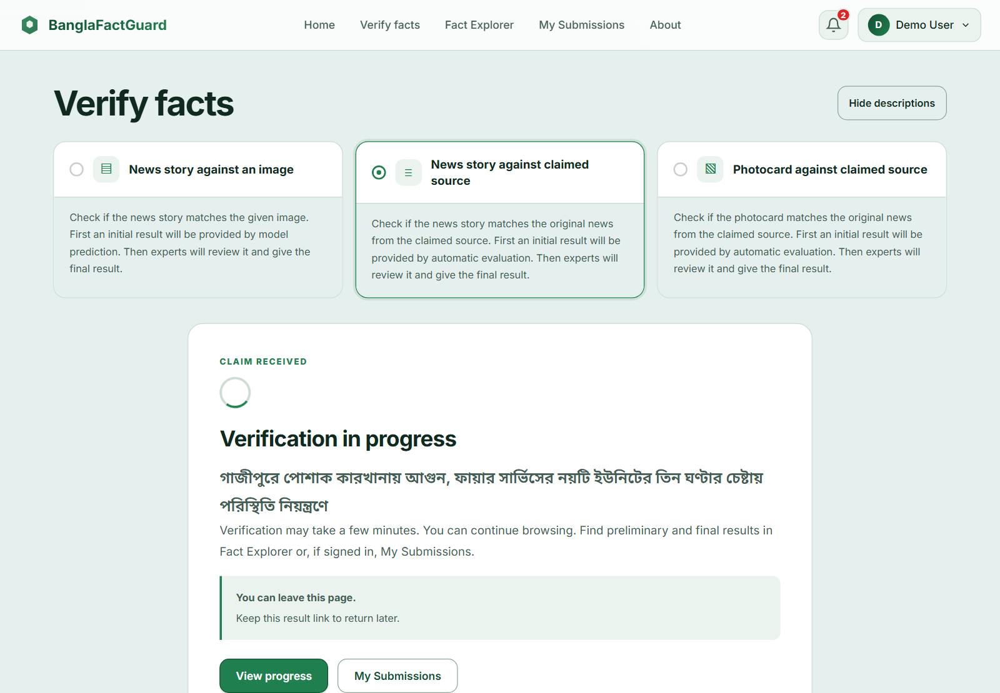 BanglaFactGuard
Home
Verify facts
Fact Explorer
My Submissions
About
2
D
Demo User
Verify facts
Hide descriptions
News story against an image
Check if the news story matches the given image.
First an initial result will be provided by model
prediction. Then experts will review it and give the
final result.
News story against claimed
source
Check if the news story matches the original news
from the claimed source. First an initial result will be
provided by automatic evaluation. Then experts will
review it and give the final result.
Photocard against claimed source
Check if the photocard matches the original news
from the claimed source. First an initial result will be
provided by automatic evaluation. Then experts will
review it and give the final result.
CLAIM RECEIVED
Verification in progress
গাজীপুরে পোশাক কারখানায় আগুন, ফায়ার সার্ভিসের নয়টি ইউনিটের তিন ঘণ্টার চেষ্টায়
পরিস্থিতি নিয়ন্ত্রণে
Verification may take a few minutes. You can continue browsing. Find preliminary and final results in
Fact Explorer or, if signed in, My Submissions.
You can leave this page.
Keep this result link to return later.
View progress
My Submissions